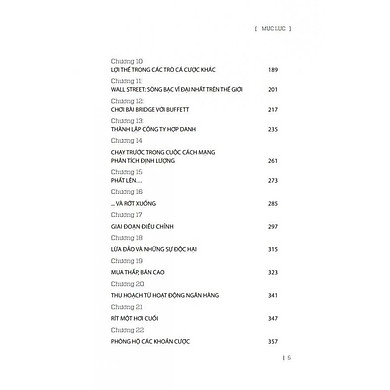 [ MỤC LỤC ]
Chương 10
LỢI THẾ TRONG CÁC TRÒ CÁ CƯỢC KHÁC 189
Chương 11:
WALL STREET: SÒNG BẠC VĨ ĐẠI NHẤT TRÊN THẾ GIỚI 201
Chương 12:
CHƠI BÀI BRIDGE VỚI BUFFETT 217
Chương 13:
THÀNH LẬP CÔNG TY HỢP DANH 235
Chương 14
CHẠY TRƯỚC TRONG CUỘC CÁCH MẠNG
PHÂN TÍCH ĐỊNH LƯỢNG 261
Chương 15
PHẤT LÊN.... 273
Chương 16
... VÀ RỚT XUỐNG 285
Chương 17
GIAI ĐOẠN ĐIỀU CHỈNH 297
Chương 18
LỪA ĐẢO VÀ NHỮNG SỰ ĐỘC HẠI 315
Chương 19
MUA THẤP, BÁN CAO 323
Chương 20
THU HOẠCH TỪ HOẠT ĐỘNG NGÂN HÀNG 341
Chương 21
RÍT MỘT HƠI CUỐI 347
Chương 22
PHÒNG HỘ CÁC KHOẢN CƯỢC 357
| 5